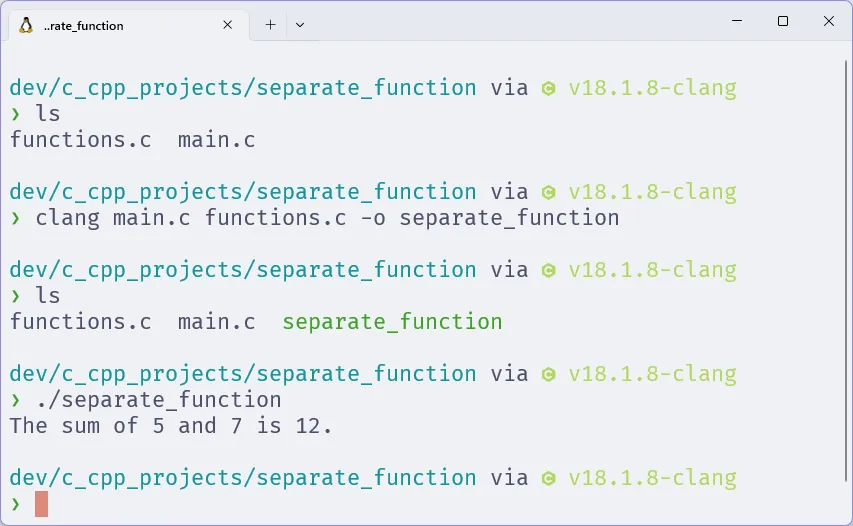 ..rate_function
dev/c_cpp_projects/separate_function via C v18.1.8-clang
❯ ls
functions.c  main.c
dev/c_cpp_projects/separate_function via C v18.1.8-clang
❯ clang main.c functions.c -o separate_function
dev/c_cpp_projects/separate_function via C v18.1.8-clang
❯ ls
functions.c  main.c  separate_function
dev/c_cpp_projects/separate_function via C v18.1.8-clang
❯ ./separate_function
The sum of 5 and 7 is 12.
dev/c_cpp_projects/separate_function via C v18.1.8-clang
❯